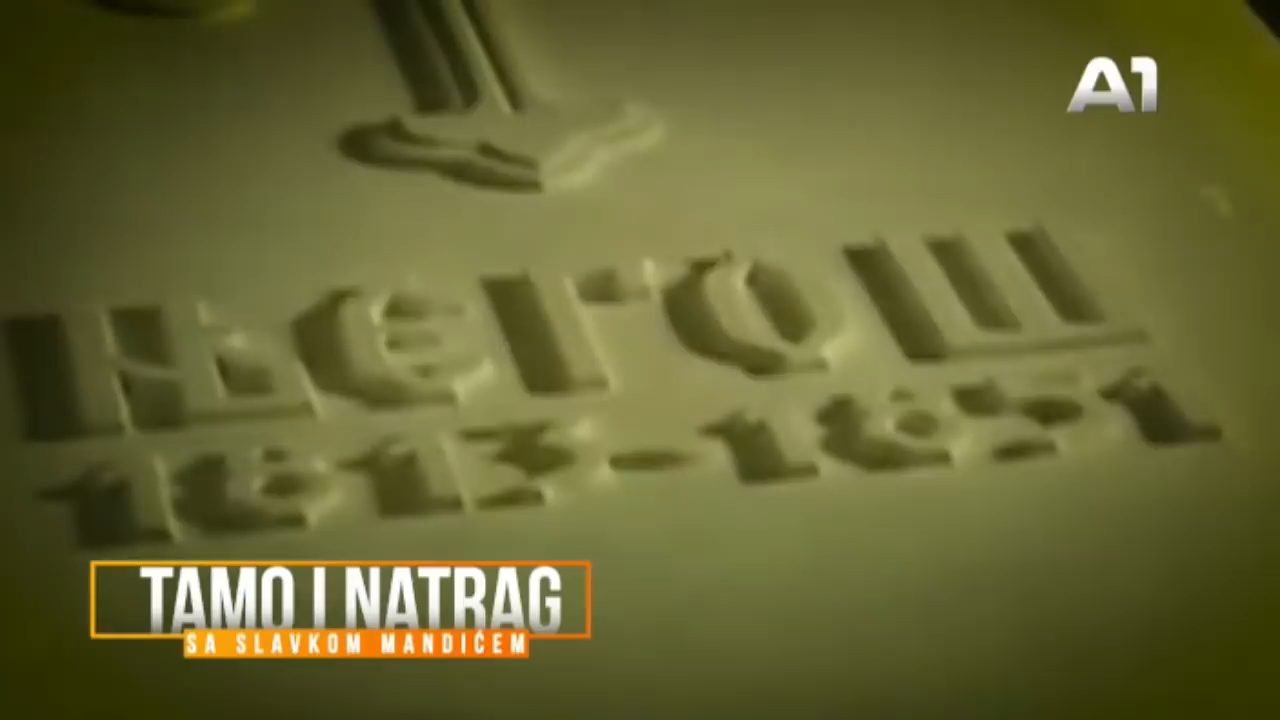 A1
Његош
1813-1851
TAMO I NATRAG
SA SLAVKOM MANDIĆEM